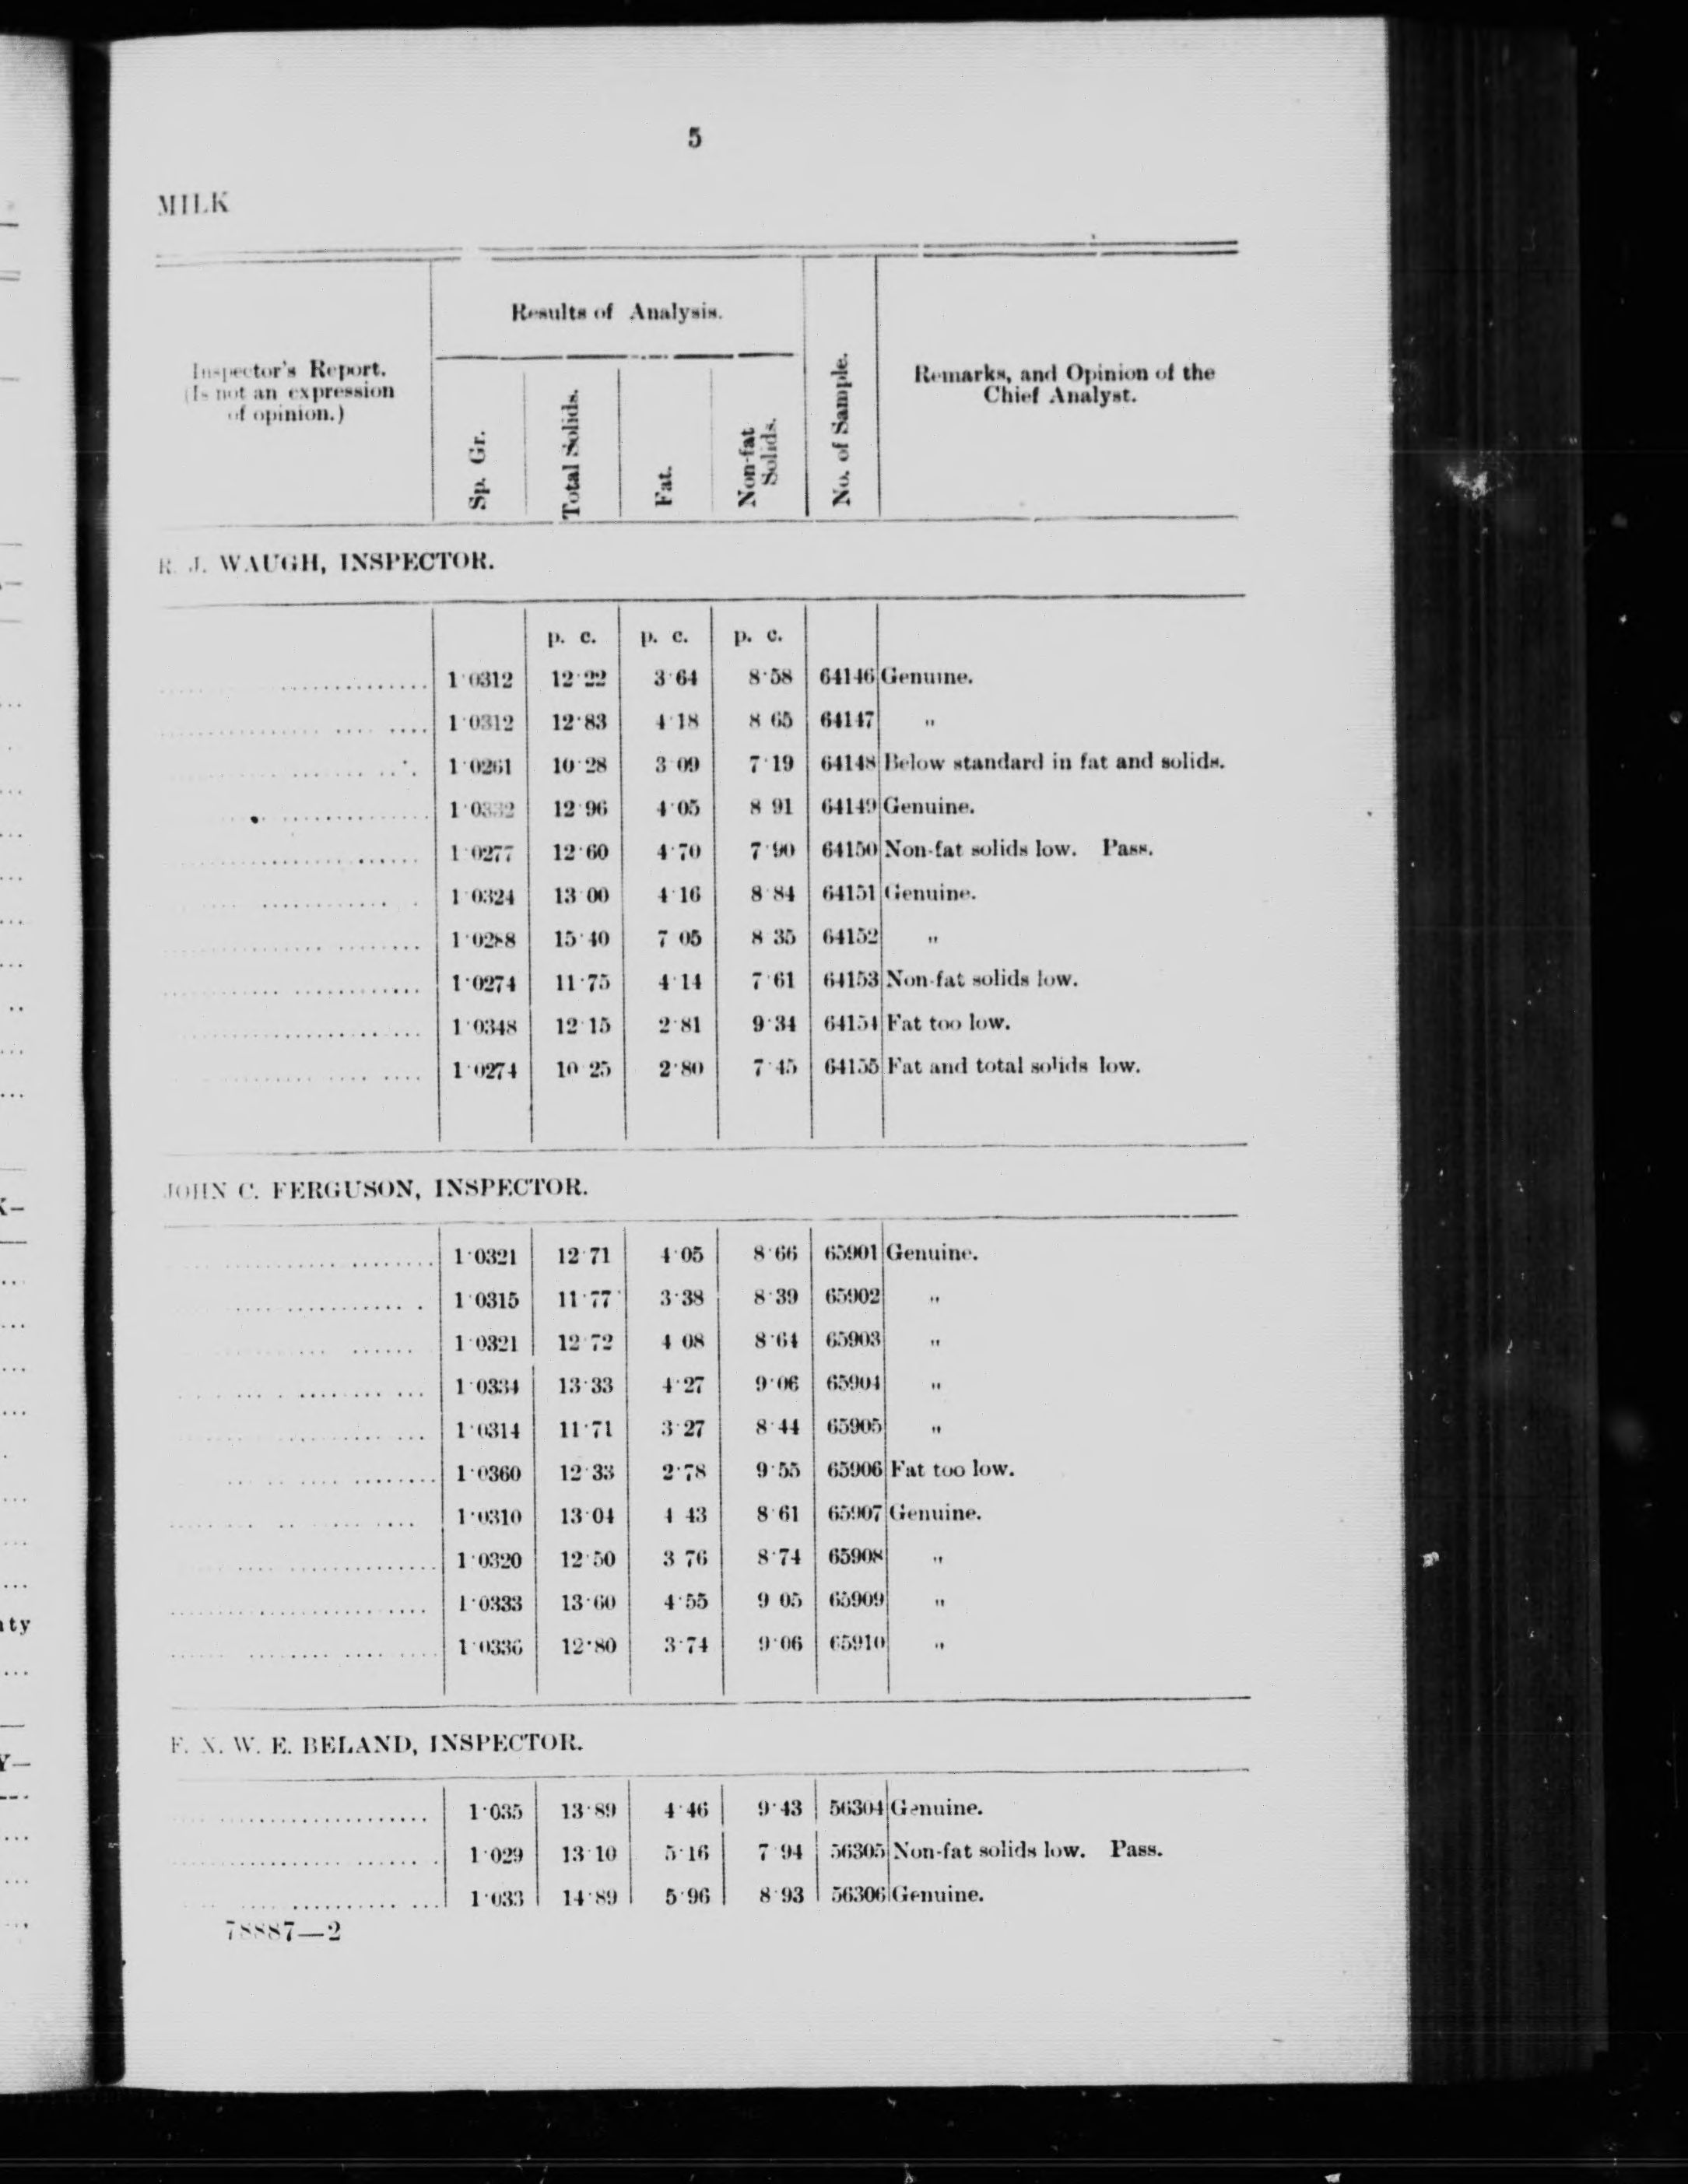 5
MILK
Inspector's Report.
(Is not an expression
of opinion.)
Results of Analysis.
Sp. Gr.
Total Solids.
Fat.
Non-fat
Solids.
No. of Sample.
Remarks, and Opinion of the
Chief Analyst.
R. J. WAUGH, INSPECTOR.
p. c. p. c. p. c.
1·0312 12·22 3·64 8·58 64146 Genuine.
1·0312 12·83 4·18 8 65 64147 "
1·0261 10·28 3 09 7·19 64148 Below standard in fat and solids.
1·0332 12·96 4·05 8 91 64149 Genuine.
1·0277 12·60 4·70 7·90 64150 Non-fat solids low. Pass.
1·0324 13 00 4·16 8·84 64151 Genuine.
1·0288 15·40 7 05 8 35 64152 "
1·0274 11·75 4·14 7·61 64153 Non-fat solids low.
1·0348 12·15 2·81 9·34 64154 Fat too low.
1·0274 10 25 2·80 7·45 64155 Fat and total solids low.
JOHN C. FERGUSON, INSPECTOR.
1·0321 12·71 4·05 8·66 65901 Genuine.
1·0315 11·77 3·38 8·39 65902 "
1·0321 12·72 4 08 8·64 65903 "
1·0334 13·33 4·27 9·06 65904 "
1·0314 11·71 3·27 8·44 65905 "
1·0360 12·33 2·78 9·55 65906 Fat too low.
1·0310 13·04 4 43 8·61 65907 Genuine.
1·0320 12·50 3 76 8·74 65908 "
1·0333 13·60 4·55 9 05 65909 "
1·0336 12·80 3·74 9·06 65910 "
F. X. W. E. BELAND, INSPECTOR.
1·035 13·89 4·46 9·43 56304 Genuine.
1·029 13·10 5·16 7·94 56305 Non-fat solids low. Pass.
1·033 14·89 5·96 8·93 56306 Genuine.
78887—2